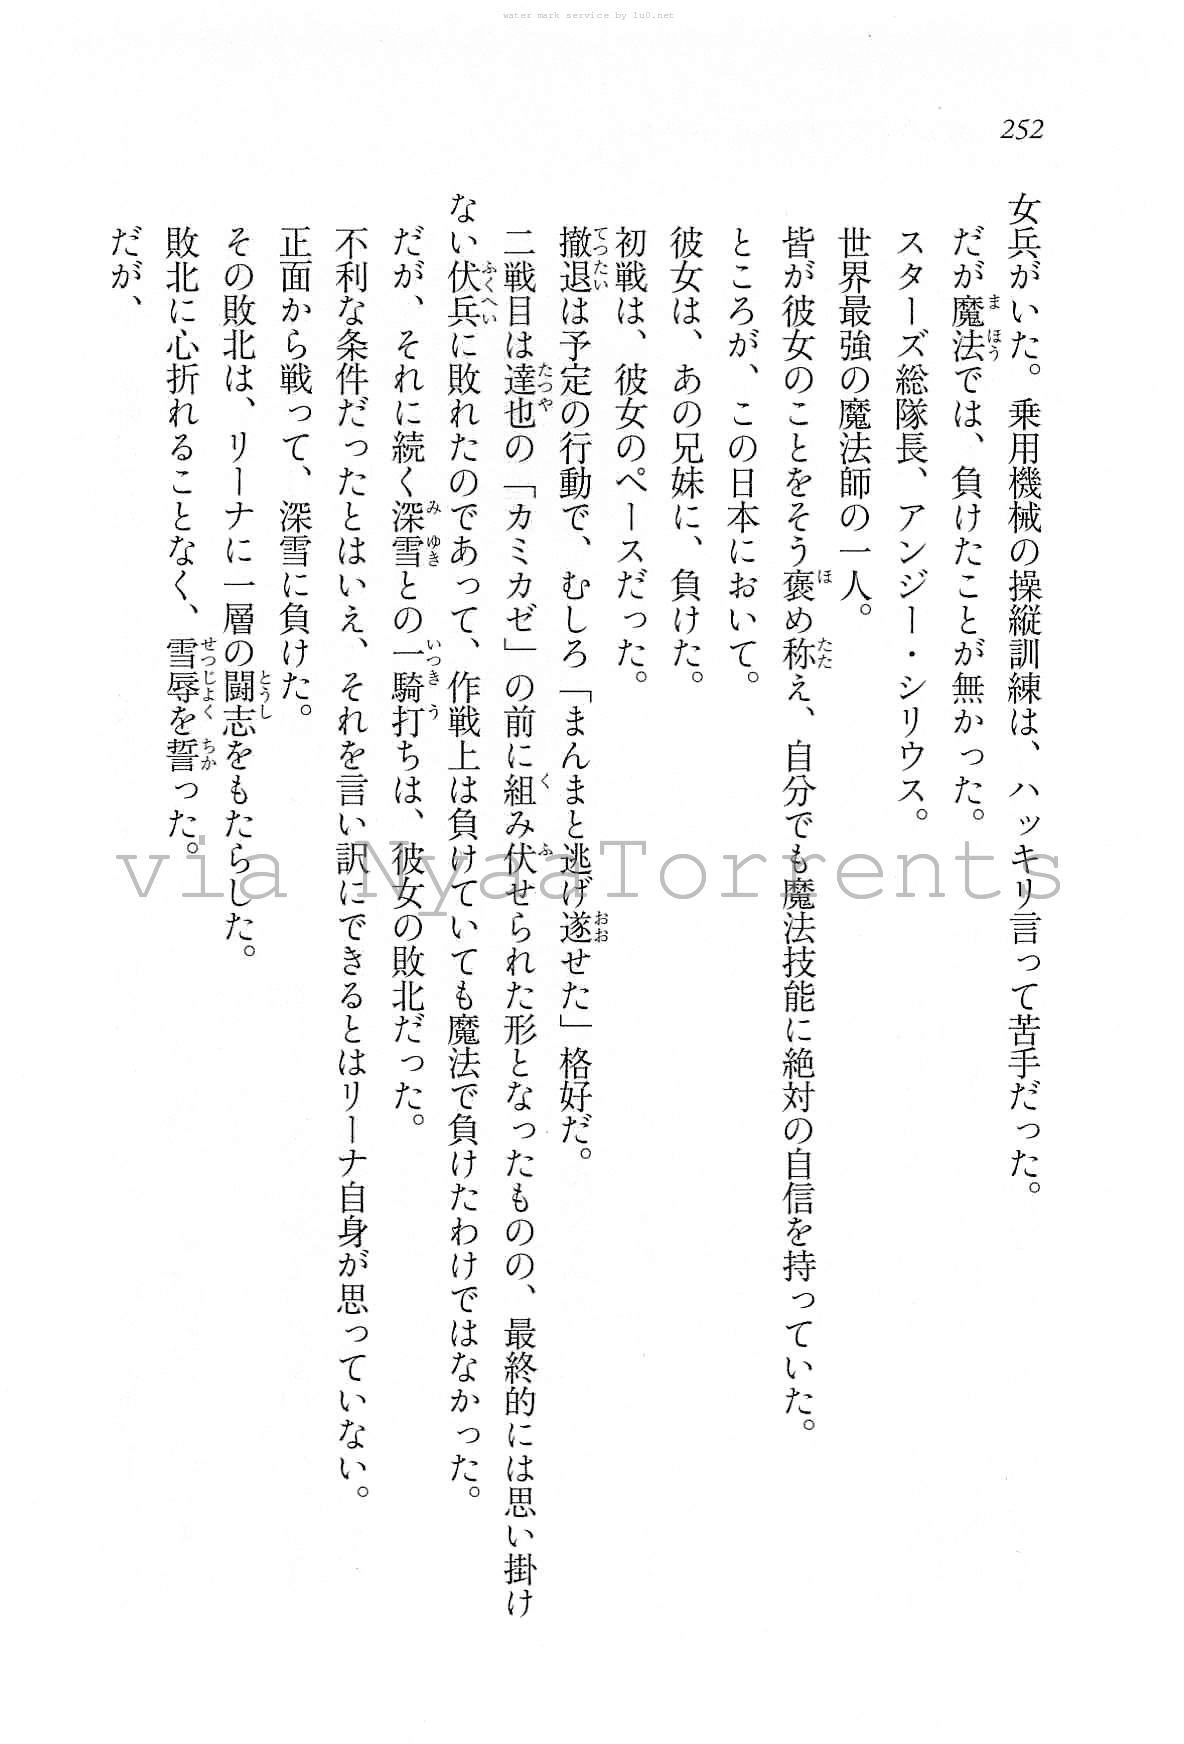 water mark service by lu0.net
252
女兵がいた。乗用機械の操縦訓練は、ハッキリ言って苦手だった。
だが魔法では、負けたことが無かった。
スターズ総隊長、アンジー・シリウス。
世界最強の魔法師の一人。
皆が彼女のことをそう褒め称え、自分でも魔法技能に絶対の自信を持っていた。
ところが、この日本において。
彼女は、あの兄妹に、負けた。
初戦は、彼女のペースだった。
撤退は予定の行動で、むしろ「まんまと逃げ遂せた」格好だ。
二戦目は達也の「カミカゼ」の前に組み伏せられた形となったものの、最終的には思い掛け
ない伏兵に敗れたのであって、作戦上は負けていても魔法で負けたわけではなかった。
だが、それに続く深雪との一騎打ちは、彼女の敗北だった。
不利な条件だったとはいえ、それを言い訳にできるとはリーナ自身が思っていない。
正面から戦って、深雪に負けた。
その敗北は、リーナに一層の闘志をもたらした。
敗北に心折れることなく、雪辱を誓った。
だが、
via NyaaTorrents